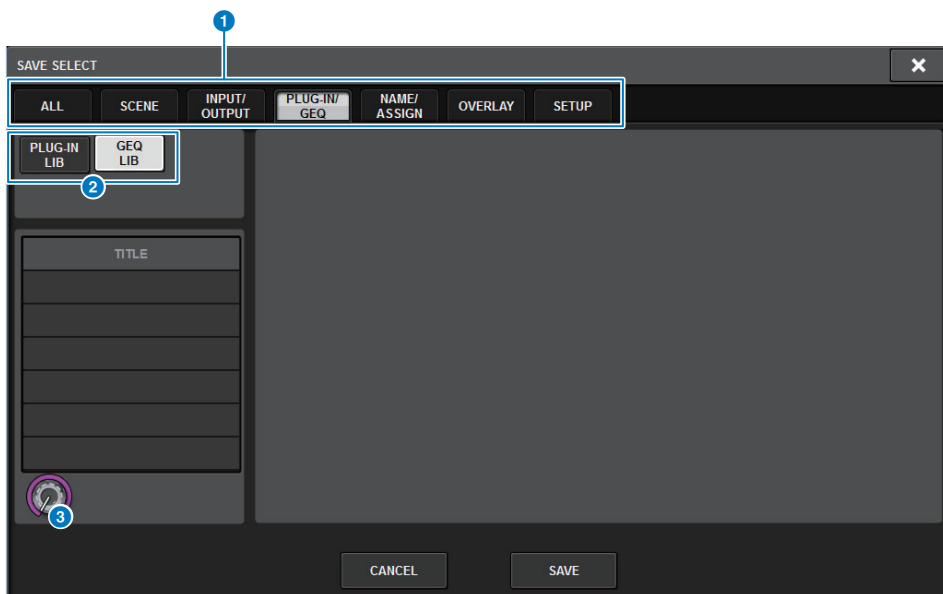 1
SAVE SELECT
×
ALL
SCENE
INPUT/
OUTPUT
PLUG-IN/
GEQ
NAME/
ASSIGN
OVERLAY
SETUP
PLUG-IN
LIB
GEQ
LIB
2
TITLE
3
CANCEL
SAVE